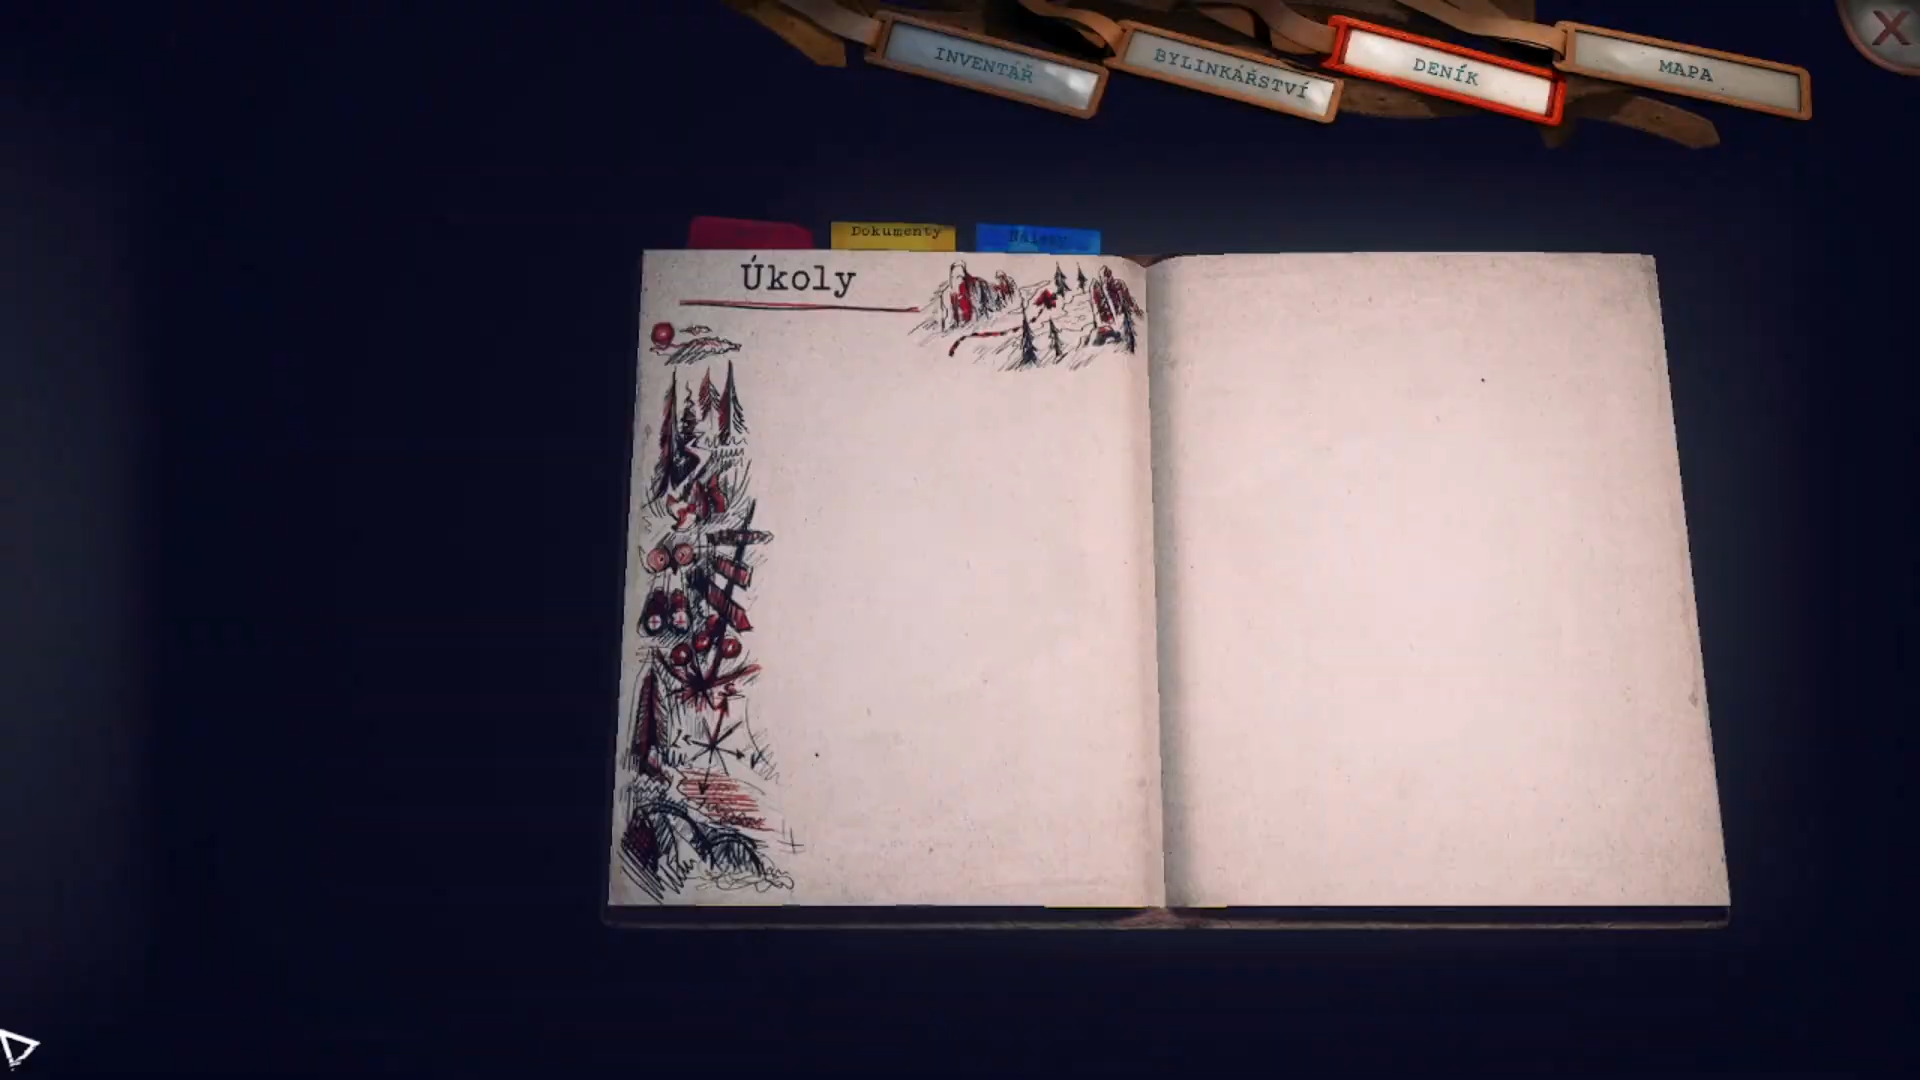 INVENTÁŘ
BYLINKÁŘSTVÍ
DENÍK
MAPA
Dokumenty
Úkoly